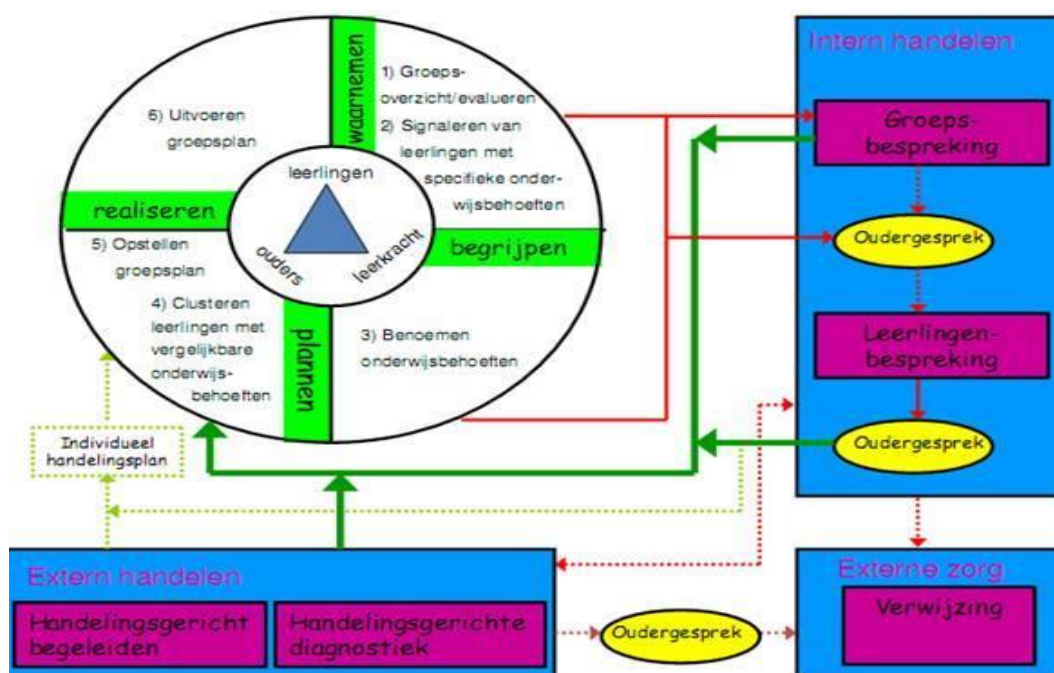 waarnemen
1) Groeps-
overzicht/evalueren
2) Signaleren van
leerlingen met
specifieke onder-
wijsbehoeften
begrijpen
3) Benoemen
onderwijsbehoeften
plannen
4) Clusteren
leerlingen met
vergelijkbare
onderwijs-
behoeften
5) Opstellen
groepsplan
realiseren
6) Uitvoeren
groepsplan
leerlingen
ouders
leerkracht
Individueel
handelingsplan
Intern handelen
Groeps-
bespreking
Oudergesprek
Leerlingen-
bespreking
Oudergesprek
Extern handelen
Handelingsgericht
begeleiden
Handelingsgerichte
diagnostiek
Oudergesprek
Externe zorg
Verwijzing